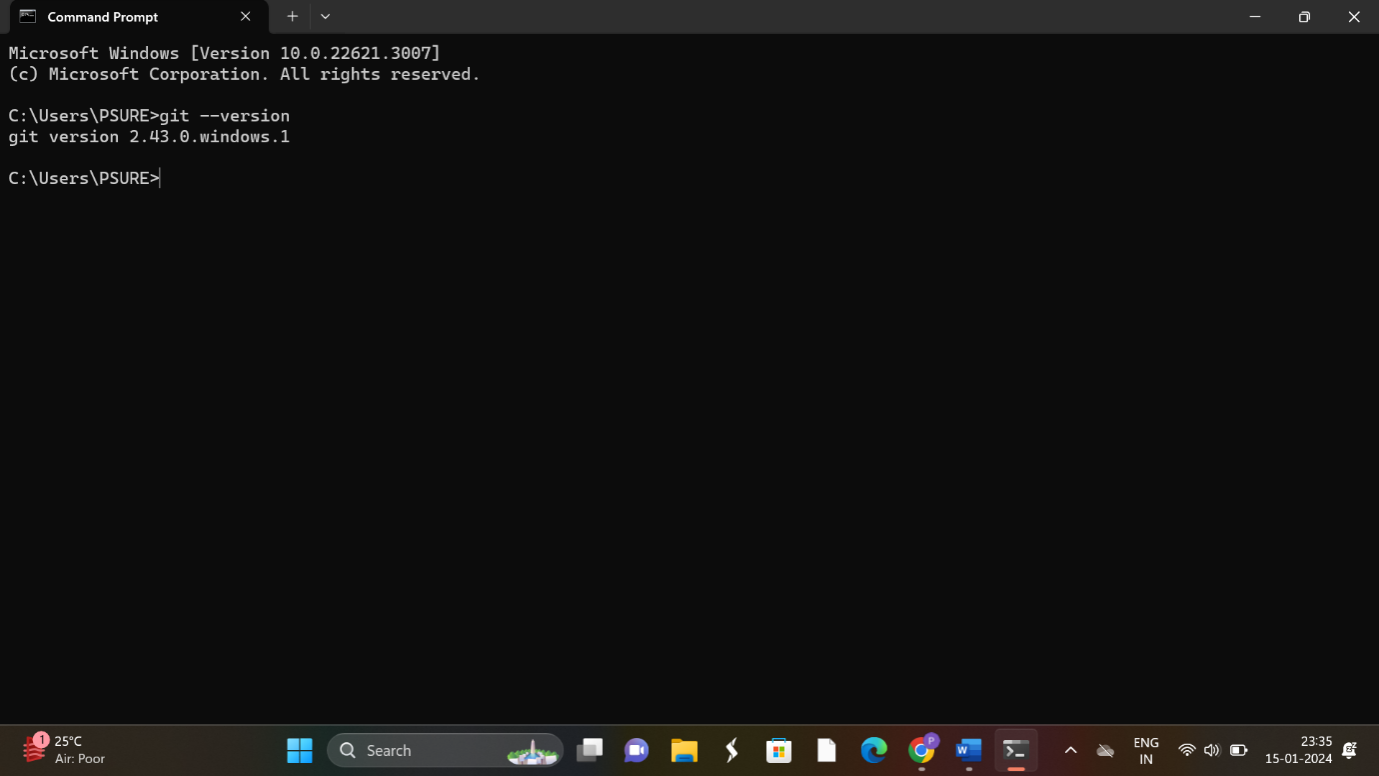 Command Prompt
Microsoft Windows [Version 10.0.22621.3007]
(c) Microsoft Corporation. All rights reserved.
C:\Users\PSURE>git --version
git version 2.43.0.windows.1
C:\Users\PSURE>
1
25°C
Air: Poor
Search
P
W
ENG
IN
23:35
15-01-2024